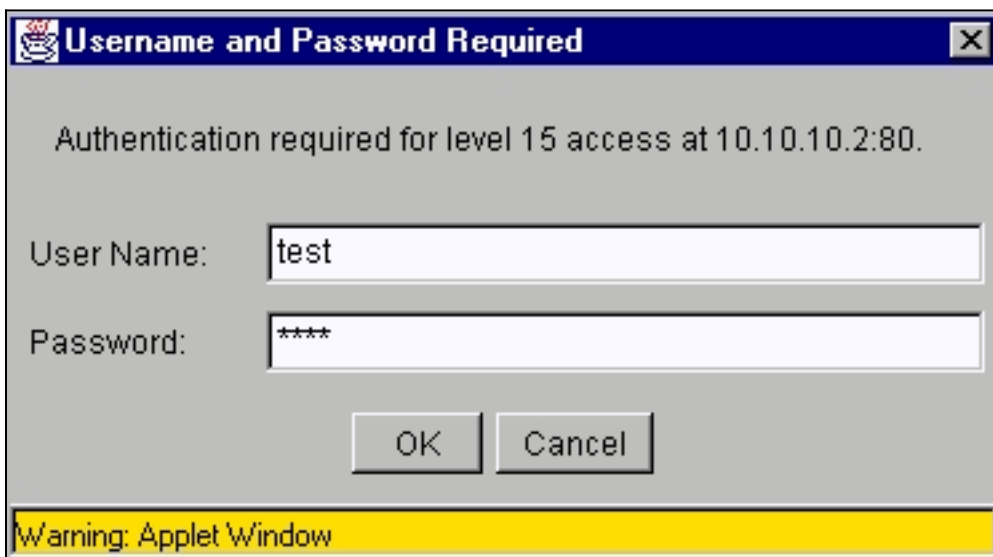 Username and Password Required
Authentication required for level 15 access at 10.10.10.2:80.
User Name: test
Password: ****
OK Cancel
Warning: Applet Window